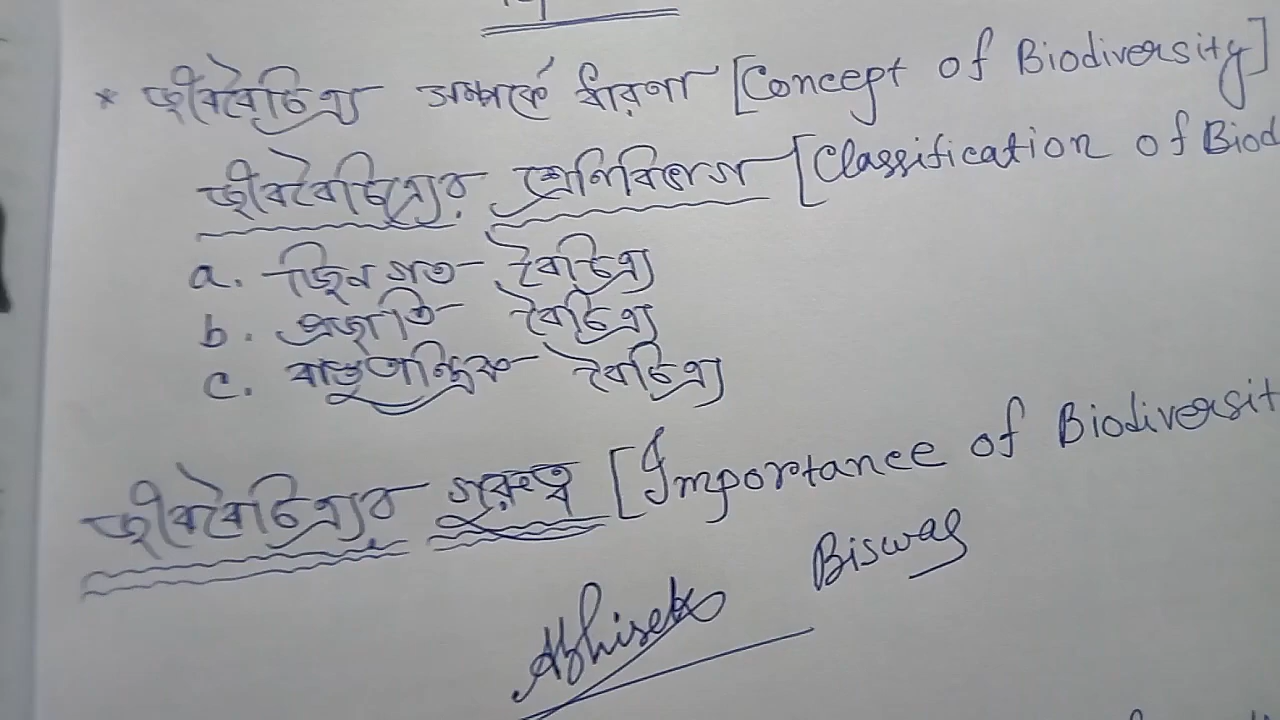 * জীববৈচিত্র্য সম্পর্কে ধারণা [Concept of Biodiversity]
জীববৈচিত্র্যের শ্রেনিবিভাগ [Classification of Biod
a. জিনগত- বৈচিত্র্য
b. প্রজাতি- বৈচিত্র্য
c. বাস্তুতান্ত্রিক- বৈচিত্র্য
জীববৈচিত্র্যের গুরুত্ব [Importance of Biodiversit
Abhisek Biswas